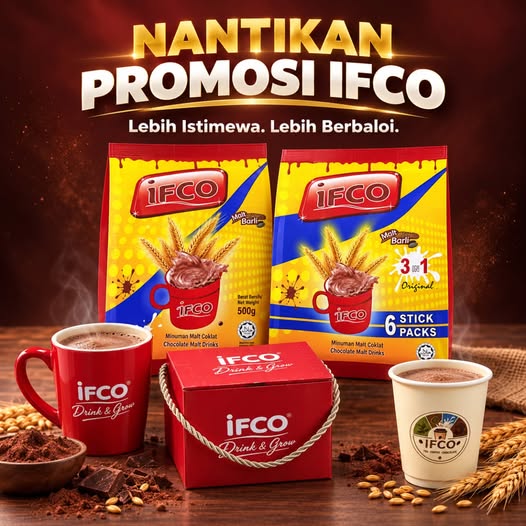 NANTIKAN
PROMOSI IFCO
Lebih Istimewa. Lebih Berbaloi.
iFCO
Malt
Barli
iFCO
Berat Bersih/
Net Weight
500g
Minuman Malt Coklat
Chocolate Malt Drinks
iFCO
Malt
Barli
3 IN 1
Original
iFCO
6 STICK
PACKS
Minuman Malt Coklat
Chocolate Malt Drinks
iFCO®
Drink & Grow
iFCO®
Drink & Grow
iFCO®
Drink & Grow
IFCO